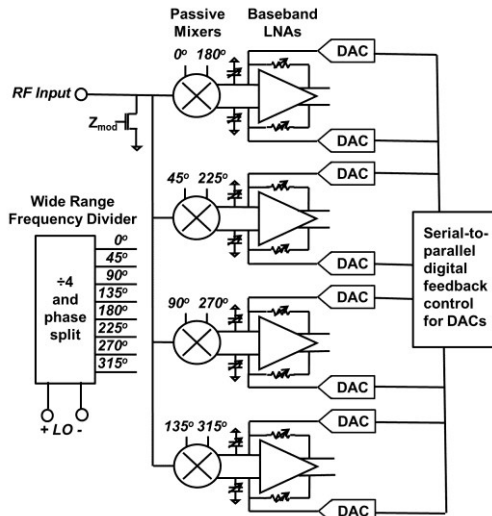 Passive Mixers
Baseband LNAs
0º 180º
DAC
RF Input
Zmod
DAC
45º 225º
DAC
Wide Range
Frequency Divider
0º
45º
90º
135º
180º
225º
270º
315º
÷4
and
phase
split
+ LO -
DAC
Serial-to-
parallel
digital
feedback
control
for DACs
90º 270º
DAC
DAC
135º 315º
DAC
DAC